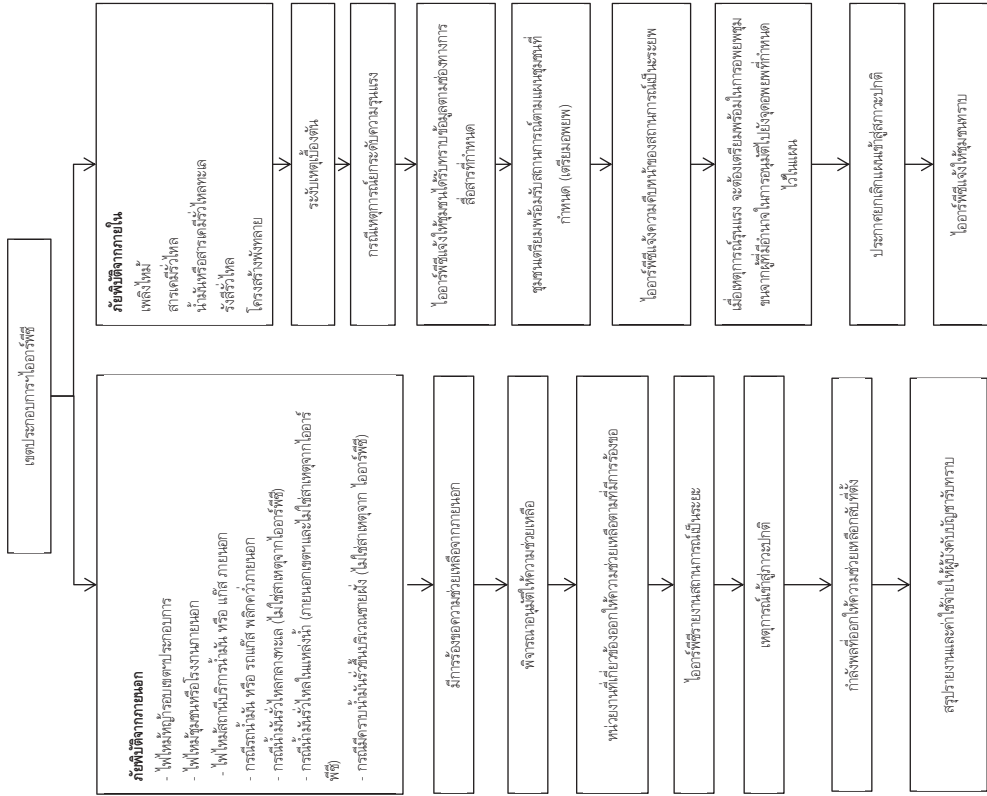 เขตประกอบการฯไออาร์พีซี
ภัยพิบัติจากภายนอก
- ไฟไหม้หญ้ารอบเขตฯประกอบการ
- ไฟไหม้ชุมชนหรือโรงงานภายนอก
- ไฟไหม้สถานีบริการน้ำมัน หรือ แก๊ส ภายนอก
- กรณีรถน้ำมัน หรือ รถแก๊ส พลิกคว่ำภายนอก
- กรณีน้ำมันรั่วไหลกลางทะเล (ไม่ใช่สาเหตุจากไออาร์พีซี)
- กรณีน้ำมันรั่วไหลในแหล่งน้ำ (ภายนอกเขตฯและไม่ใช่สาเหตุจากไออาร์
พีซี)
- กรณีมีคราบน้ำมันรั่วขึ้นบริเวณชายฝั่ง (ไม่ใช่สาเหตุจาก ไออาร์พีซี)
มีการร้องขอความช่วยเหลือจากภายนอก
พิจารณาอนุมัติให้ความช่วยเหลือ
หน่วยงานที่เกี่ยวข้องออกให้ความช่วยเหลือตามที่มีการร้องขอ
ไออาร์พีซีรายงานสถานการณ์เป็นระยะ
เหตุการณ์เข้าสู่ภาวะปกติ
กำลังพลที่ออกให้ความช่วยเหลือกลับที่ตั้ง
สรุปรายงานและค่าใช้จ่ายให้ผู้บังคับบัญชารับทราบ
ภัยพิบัติจากภายใน
เพลิงไหม้
สารเคมีรั่วไหล
น้ำมันหรือสารเคมีรั่วไหลทะเล
รังสีรั่วไหล
โครงสร้างพังทลาย
ระงับเหตุเบื้องต้น
กรณีเหตุการณ์ยกระดับความรุนแรง
ไออาร์พีซีแจ้งให้ชุมชนได้รับทราบข้อมูลตามช่องทางการ
สื่อสารที่กำหนด
ชุมชนเตรียมพร้อมรับสถานการณ์ตามแผนชุมชนที่
กำหนด (เตรียมอพยพ)
ไออาร์พีซีแจ้งความคืบหน้าของสถานการณ์เป็นระยะพ
เมื่อเหตุการณ์รุนแรง จะต้องเตรียมพร้อมในการอพยพชุม
ชนจากผู้ที่มีอำนาจในการอนุมัติไปยังจุดอพยพที่กำหนด
ไว้ในแผน
ประกาศยกเลิกแผนเข้าสู่สภาวะปกติ
ไออาร์พีซีแจ้งให้ชุมชนทราบ